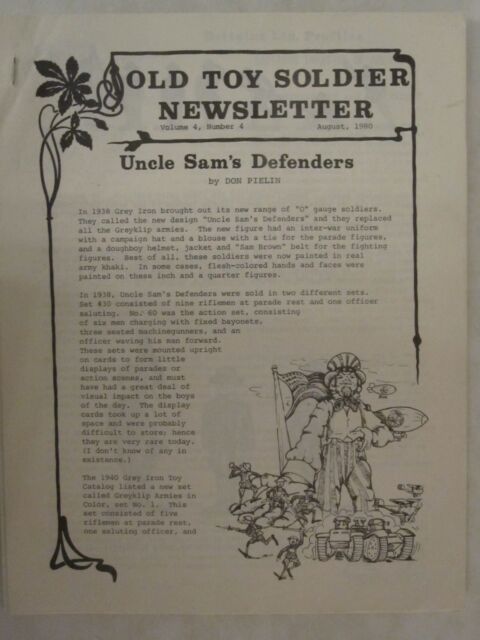 OLD TOY SOLDIER
NEWSLETTER
Volume 4, Number 4 August, 1980
Uncle Sam's Defenders
by DON PIELIN
In 1938 Grey Iron brought out its new range of "O" gauge soldiers.
They called the new design "Uncle Sam's Defenders" and they replaced
all the Greyklip armies. The new figure had an inter-war uniform
with a campaign hat and a blouse with a tie for the parade figures,
and a doughboy helmet, jacket and "Sam Brown" belt for the fighting
figures. Best of all, these soldiers were now painted in real
army khaki. In some cases, flesh-colored hands and faces were
painted on these inch and a quarter figures.
In 1938, Uncle Sam's Defenders were sold in two different sets.
Set #30 consisted of nine riflemen at parade rest and one officer
saluting. No. 60 was the action set, consisting
of six men charging with fixed bayonets,
three seated machinegunners, and an
officer waving his man forward.
These sets were mounted upright
on cards to form little
displays of parades or
action scenes, and must
have had a great deal of
visual impact on the boys
of the day. The display
cards took up a lot of
space and were probably
difficult to store; hence
they are very rare today.
(I don't know of any in
existance.)
The 1940 Grey Iron Toy
Catalog listed a new set
called Greyklip Armies in
Color, set No. 1. This
set consisted of five
riflemen at parade rest,
one saluting officer, and